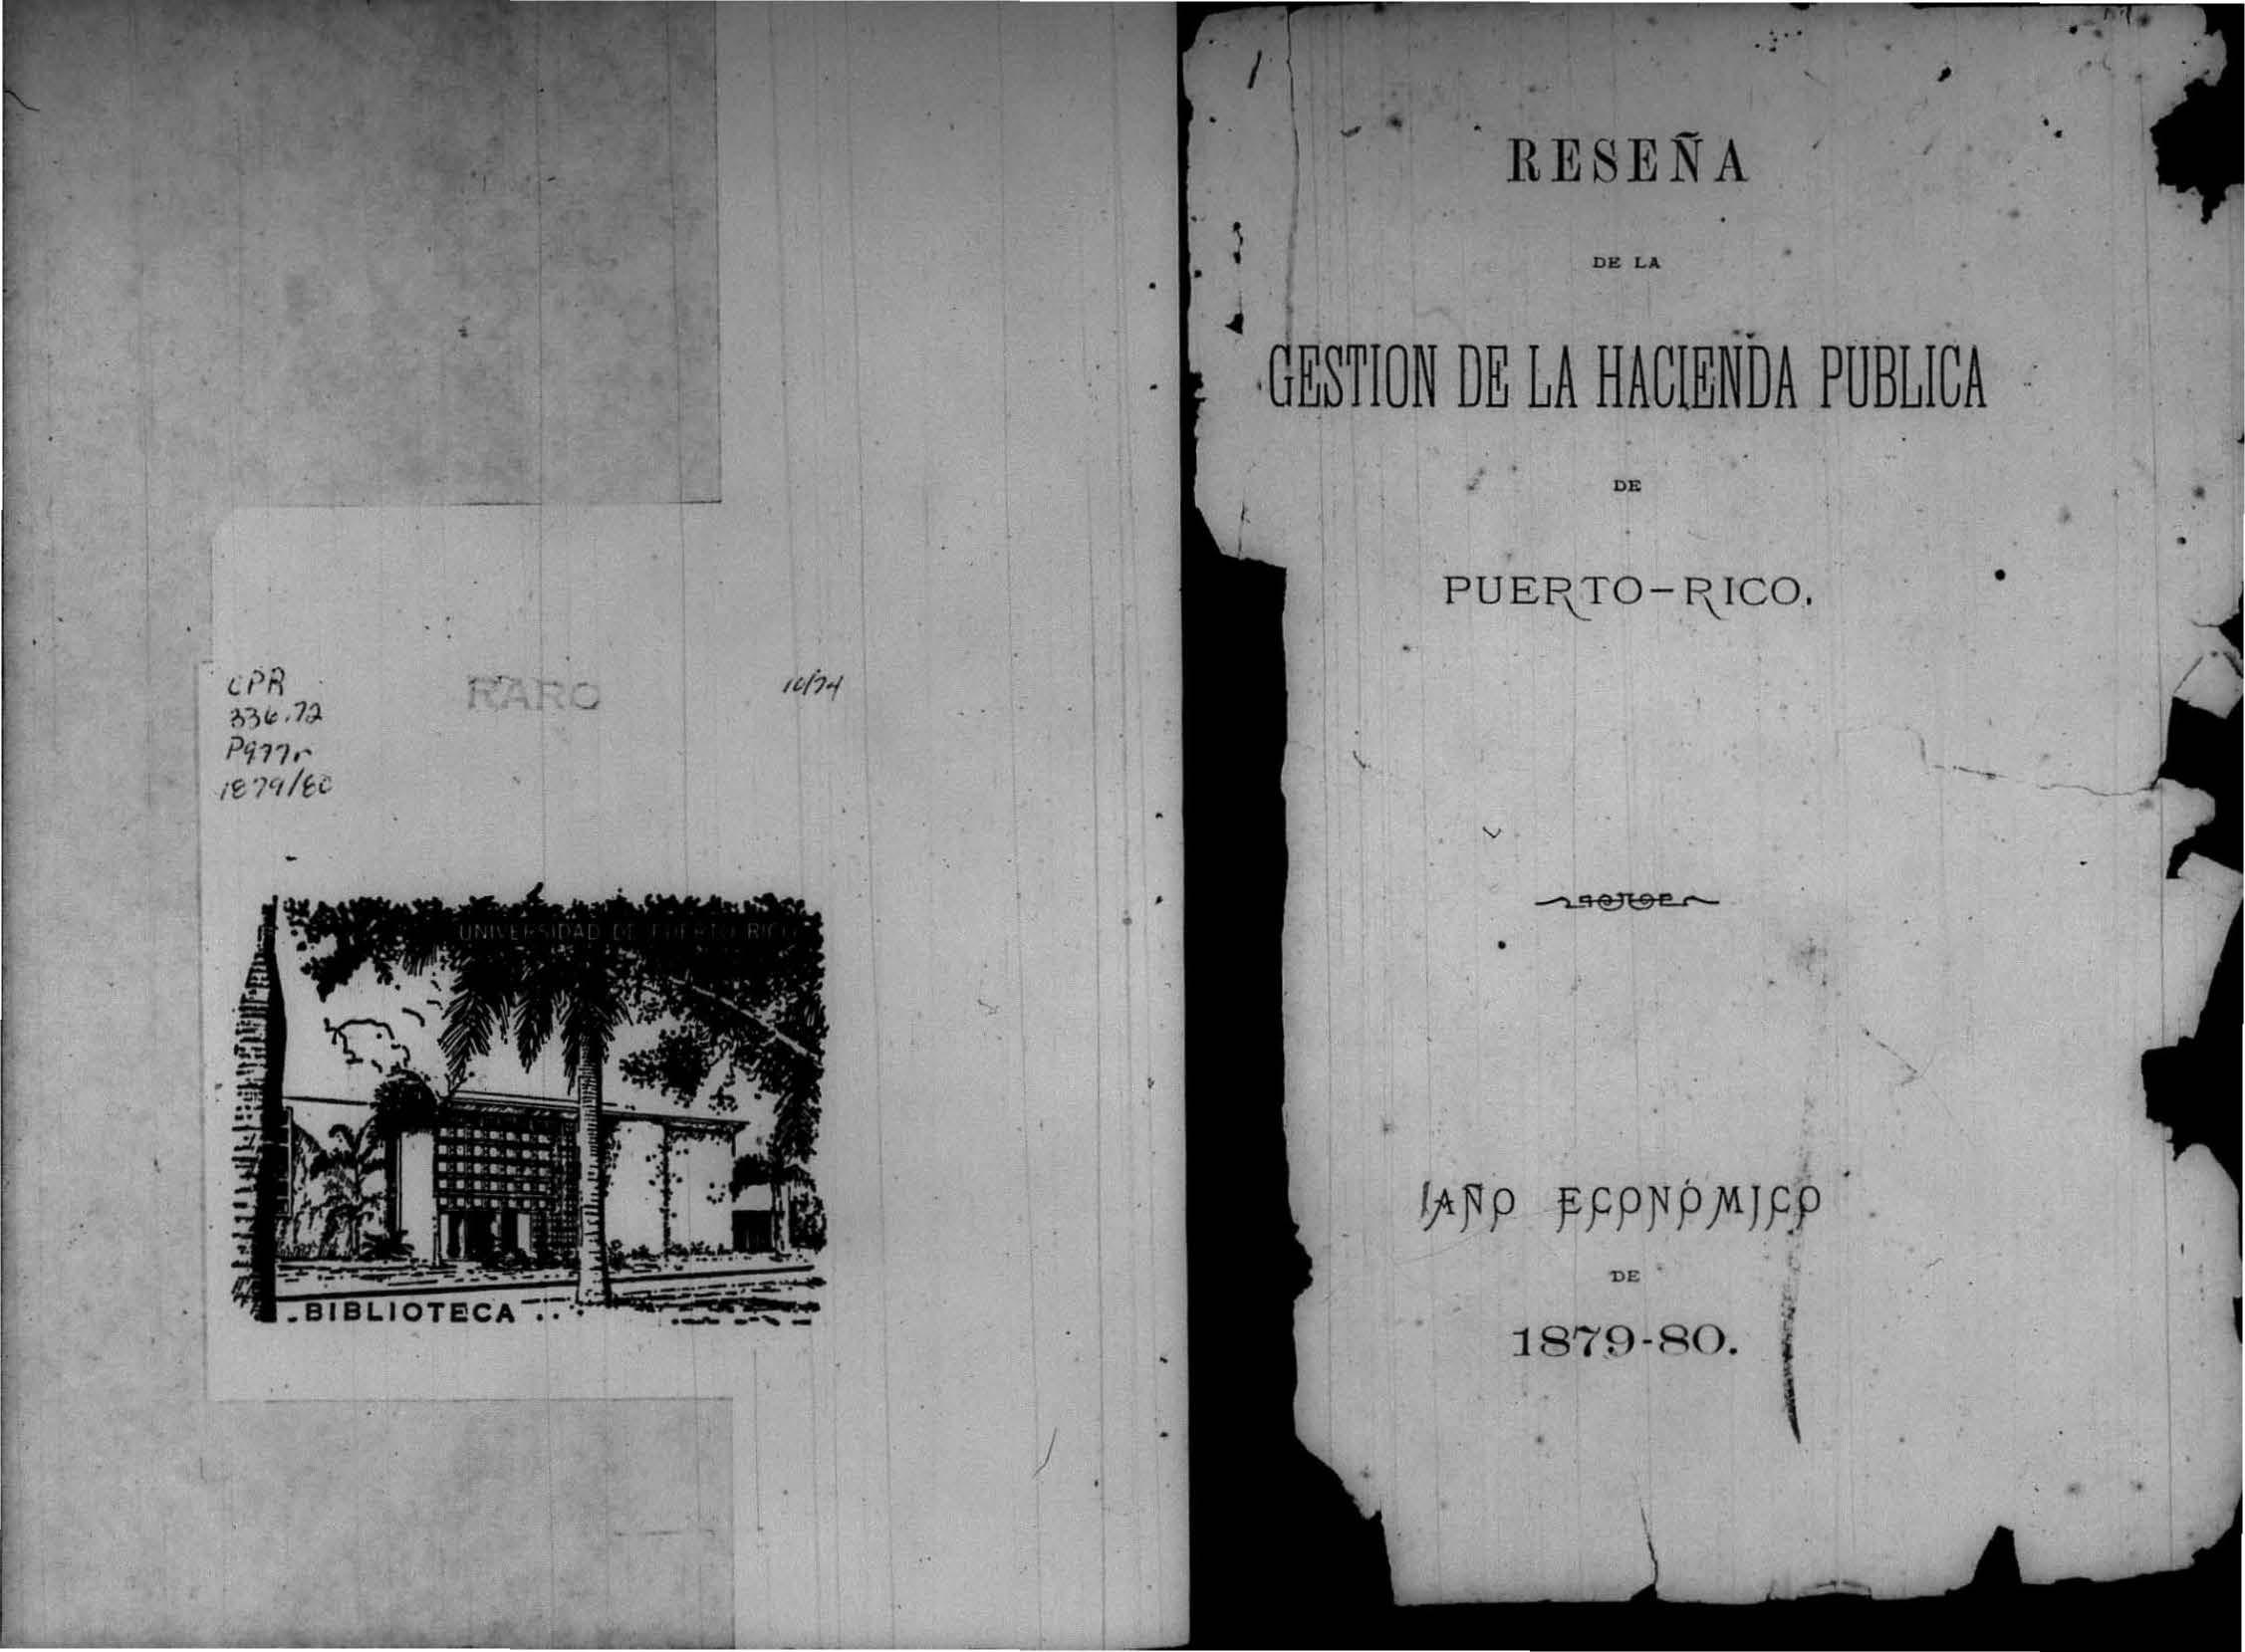 CPR
336.72
P977r
1879/80
RARO
10/74
UNIVERSIDAD DE PUERTO RICO
BIBLIOTECA
RESEÑA
DE LA
GESTION DE LA HACIENDA PUBLICA
DE
PUERTO-RICO.
AÑO ECONÓMICO
DE
1879-80.